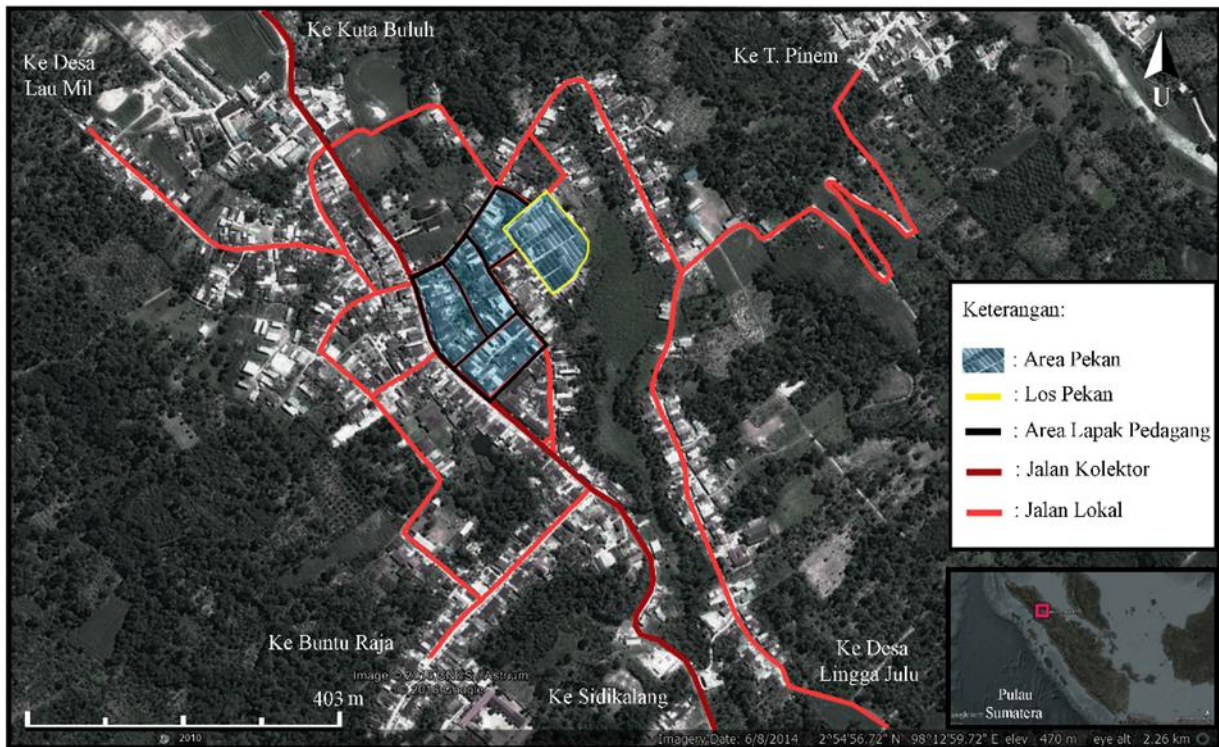 Ke Kuta Buluh
Ke Desa
Lau Mil
Ke T. Pinem
U
Keterangan:
: Area Pekan
: Los Pekan
: Area Lapak Pedagang
: Jalan Kolektor
: Jalan Lokal
Ke Buntu Raja
Ke Desa
Lingga Julu
Ke Sidikalang
403 m
Pulau
Sumatera
2010
Imagery Date: 6/8/2014 2°54'56.72" N 98°12'59.72" E elev 470 m eye alt 2.26 km